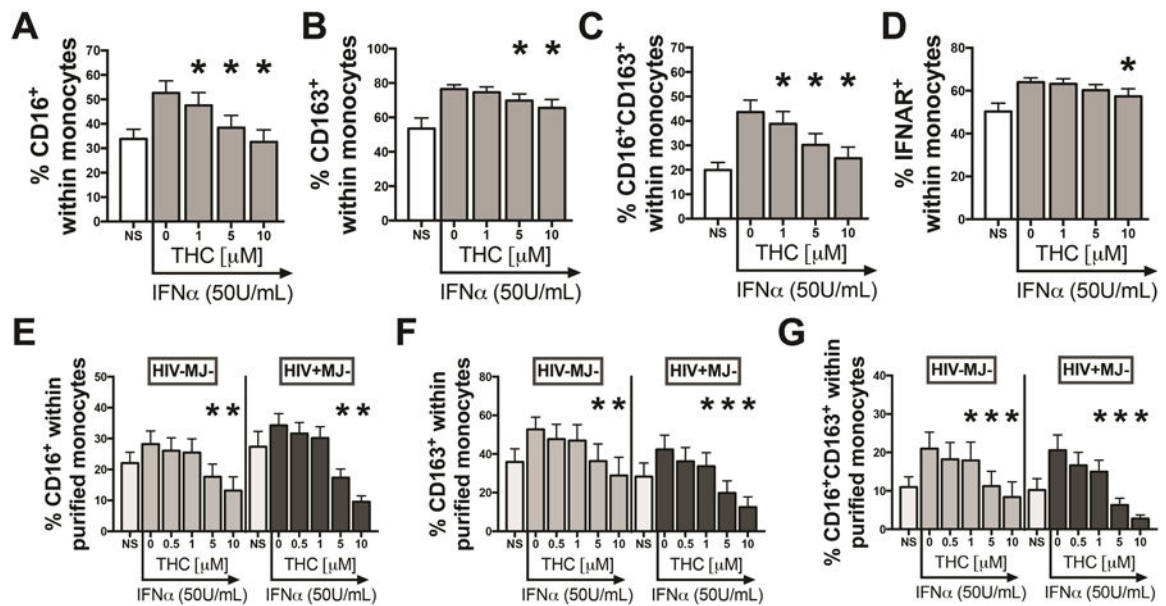 A
% CD16+
within monocytes
70
60
50
40
30
20
10
0
* * *
NS 0 1 5 10
THC [μM]
IFNα (50U/mL)
B
% CD163+
within monocytes
100
80
60
40
20
0
* *
NS 0 1 5 10
THC [μM]
IFNα (50U/mL)
C
% CD16+CD163+
within monocytes
70
60
50
40
30
20
10
0
* * *
NS 0 1 5 10
THC [μM]
IFNα (50U/mL)
D
% IFNAR+
within monocytes
80
60
40
20
0
*
NS 0 1 5 10
THC [μM]
IFNα (50U/mL)
E
% CD16+ within
purified monocytes
50
40
30
20
10
0
HIV-MJ- HIV+MJ-
* * * *
NS 0 0.5 1 5 10 NS 0 0.5 1 5 10
THC [μM] THC [μM]
IFNα (50U/mL) IFNα (50U/mL)
F
% CD163+ within
purified monocytes
80
60
40
20
0
HIV-MJ- HIV+MJ-
* * * * *
NS 0 0.5 1 5 10 NS 0 0.5 1 5 10
THC [μM] THC [μM]
IFNα (50U/mL) IFNα (50U/mL)
G
% CD16+CD163+ within
purified monocytes
40
30
20
10
0
HIV-MJ- HIV+MJ-
* * * * * *
NS 0 0.5 1 5 10 NS 0 0.5 1 5 10
THC [μM] THC [μM]
IFNα (50U/mL) IFNα (50U/mL)